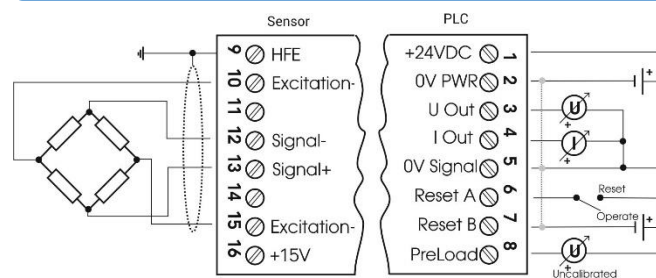 Sensor
PLC
9 HFE
10 Excitation-
11
12 Signal-
13 Signal+
14
15 Excitation-
16 +15V
+24VDC 1
0V PWR 2
U Out 3
I Out 4
0V Signal 5
Reset A 6
Reset B 7
PreLoad 8
+
U
+
I
+
Reset
Operate
+
U
+
Uncalibrated